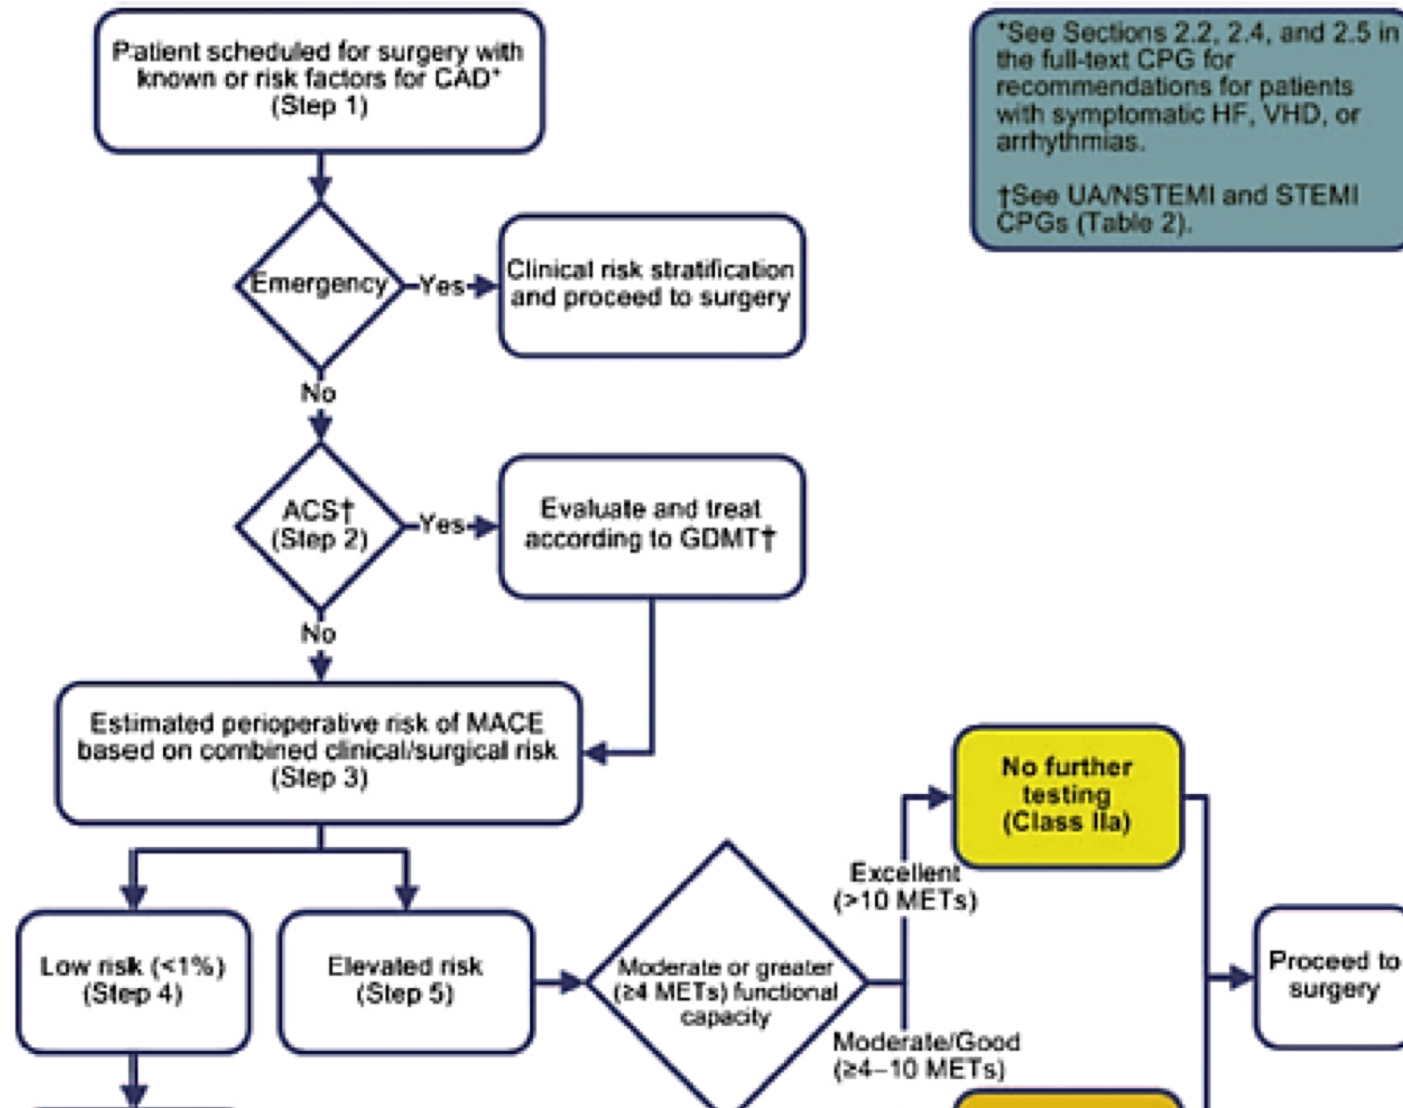 Patient scheduled for surgery with
known or risk factors for CAD*
(Step 1)
*See Sections 2.2, 2.4, and 2.5 in
the full-text CPG for
recommendations for patients
with symptomatic HF, VHD, or
arrhythmias.
†See UA/NSTEMI and STEMI
CPGs (Table 2).
Emergency
Yes
Clinical risk stratification
and proceed to surgery
No
ACS†
(Step 2)
Yes
Evaluate and treat
according to GDMT†
No
Estimated perioperative risk of MACE
based on combined clinical/surgical risk
(Step 3)
No further
testing
(Class IIa)
Excellent
(>10 METs)
Low risk (<1%)
(Step 4)
Elevated risk
(Step 5)
Moderate or greater
(≥4 METs) functional
capacity
Proceed to
surgery
Moderate/Good
(≥4–10 METs)